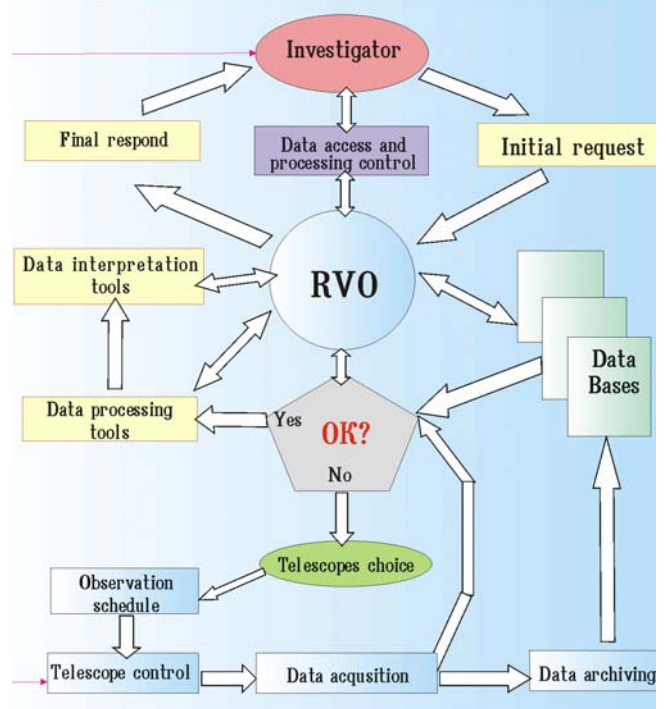 Investigator
Final respond
Data access and
processing control
Initial request
Data interpretation
tools
RVO
Data
Bases
Data processing
tools
Yes
OK?
No
Telescopes choice
Observation
schedule
Telescope control
Data acqusition
Data archiving